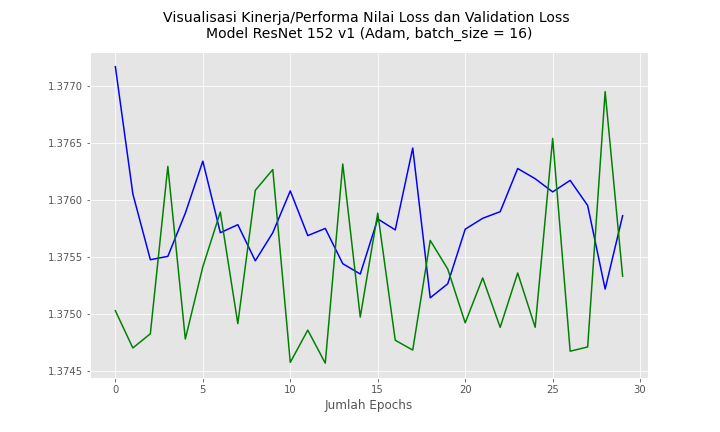 Visualisasi Kinerja/Performa Nilai Loss dan Validation Loss
Model ResNet 152 v1 (Adam, batch_size = 16)
1.3770
1.3765
1.3760
1.3755
1.3750
1.3745
0 5 10 15 20 25 30
Jumlah Epochs